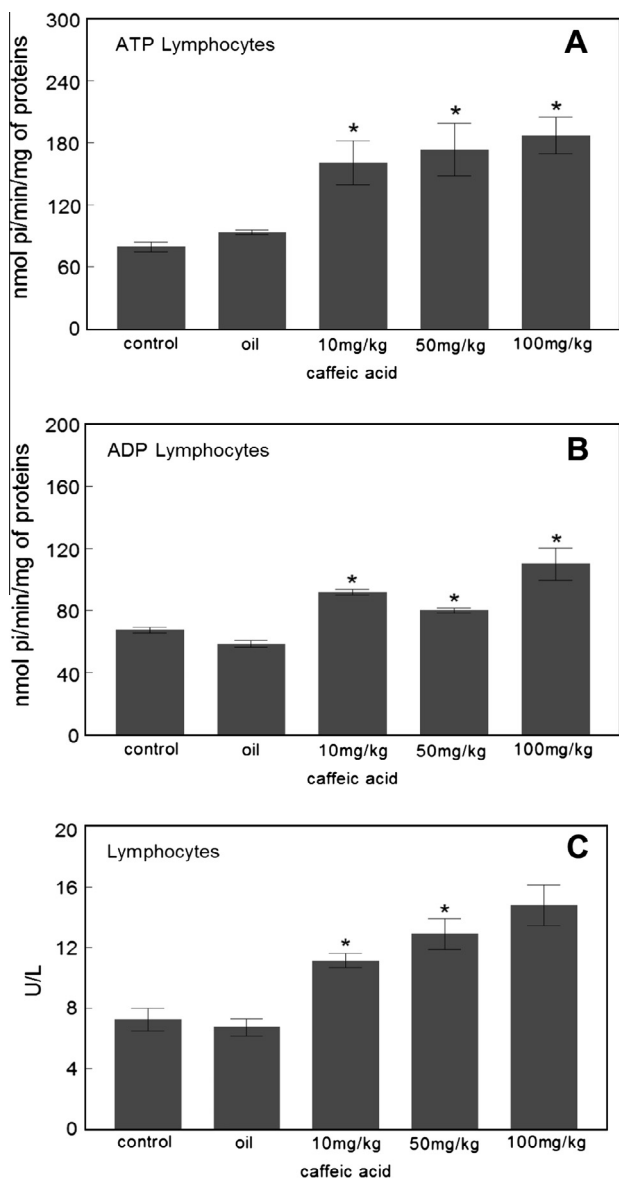 300
240
180
120
60
0
nmol pi/min/mg of proteins
ATP Lymphocytes
A
*
*
*
control
oil
10mg/kg
50mg/kg
100mg/kg
caffeic acid
200
160
120
80
40
0
nmol pi/min/mg of proteins
ADP Lymphocytes
B
*
*
*
control
oil
10mg/kg
50mg/kg
100mg/kg
caffeic acid
20
16
12
8
4
0
U/L
Lymphocytes
C
*
*
control
oil
10mg/kg
50mg/kg
100mg/kg
caffeic acid